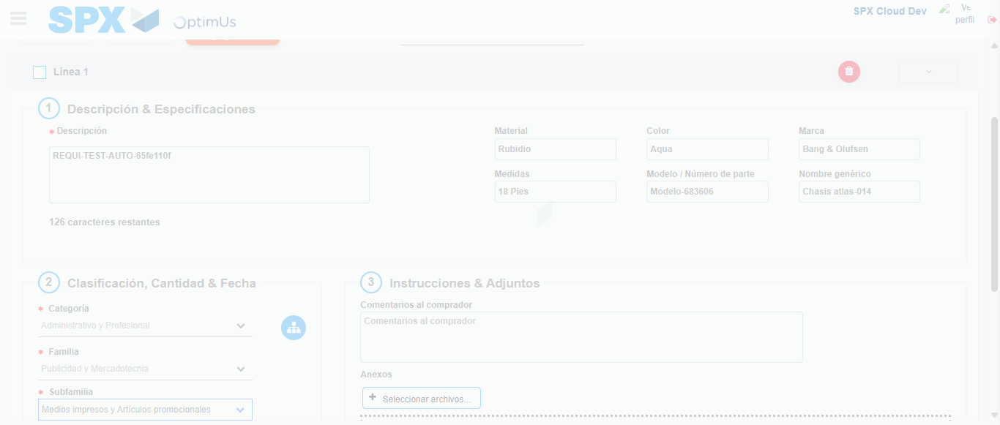 SPX
OptimUs
SPX Cloud Dev
Ve
perfil
Línea 1
1 Descripción & Especificaciones
* Descripción
REQUI-TEST-AUTO-65fe110f
126 caracteres restantes
Material
Rubidio
Color
Aqua
Marca
Bang & Olufsen
Medidas
18 Pies
Modelo / Número de parte
Modelo-683606
Nombre genérico
Chasis atlas-014
2 Clasificación, Cantidad & Fecha
* Categoría
Administrativo y Profesional
* Familia
Publicidad y Mercadotecnia
* Subfamilia
Medios impresos y Artículos promocionales
3 Instrucciones & Adjuntos
Comentarios al comprador
Comentarios al comprador
Anexos
+ Seleccionar archivos...